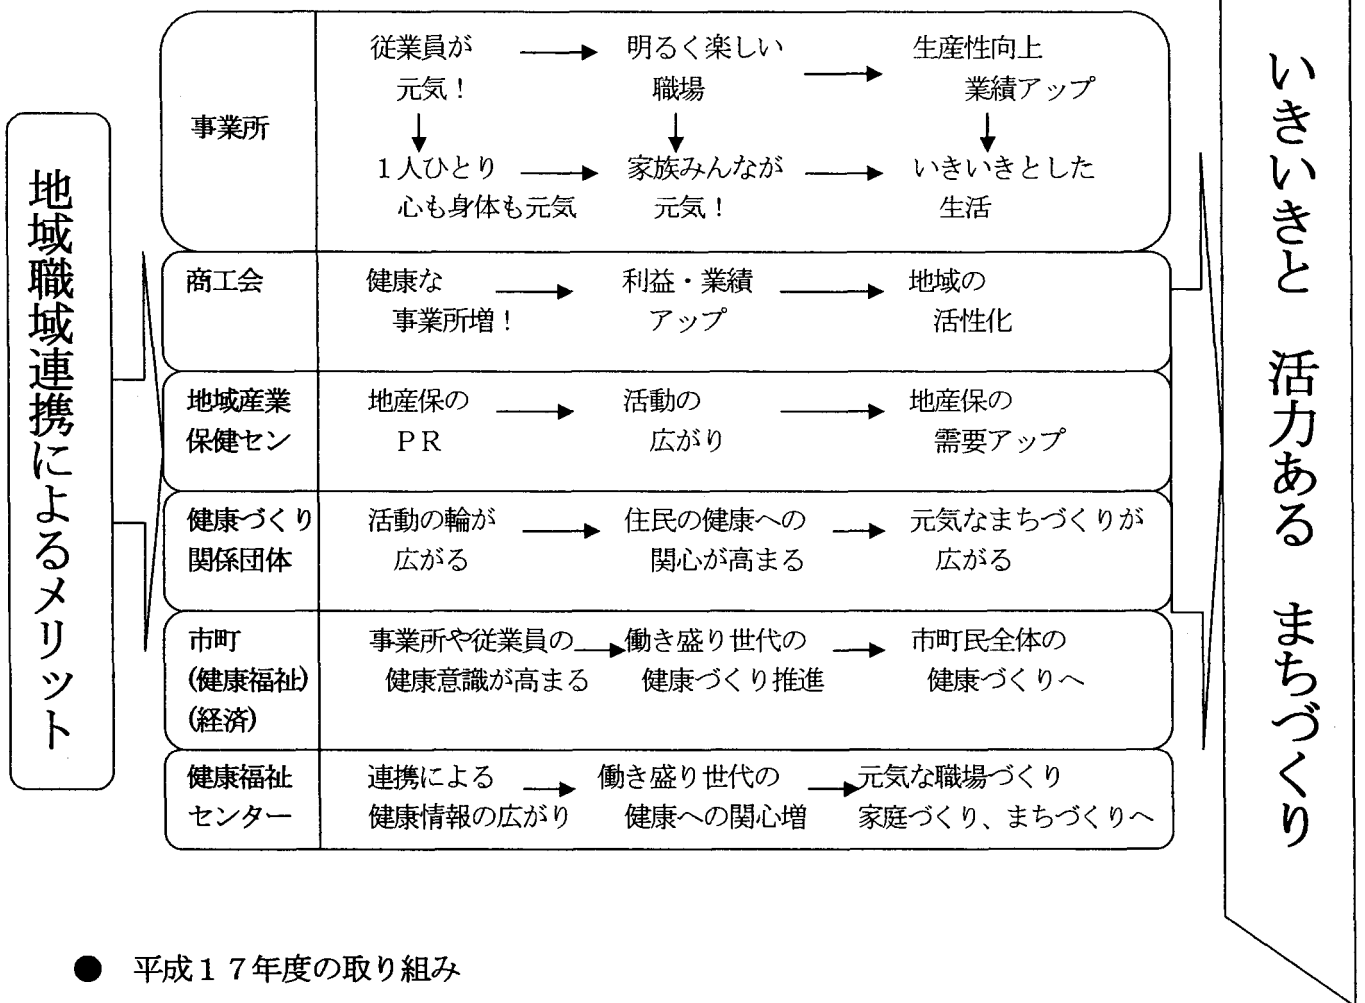 地域職域連携によるメリット
事業所
従業員が 明るく楽しい 生産性向上
元気！ 職場 業績アップ
１人ひとり 家族みんなが いきいきとした
心も身体も元気 元気！ 生活
商工会 健康な 利益・業績 地域の
事業所増！ アップ 活性化
地域産業 地産保の 活動の 地産保の
保健セン ＰＲ 広がり 需要アップ
健康づくり 活動の輪が 住民の健康への 元気なまちづくりが
関係団体 広がる 関心が高まる 広がる
市町 事業所や従業員の 働き盛り世代の 市町民全体の
(健康福祉) 健康意識が高まる 健康づくり推進 健康づくりへ
(経済)
健康福祉 連携による 働き盛り世代の 元気な職場づくり
センター 健康情報の広がり 健康への関心増 家庭づくり、まちづくりへ
いきいきと 活力ある まちづくり
● 平成１７年度の取り組み